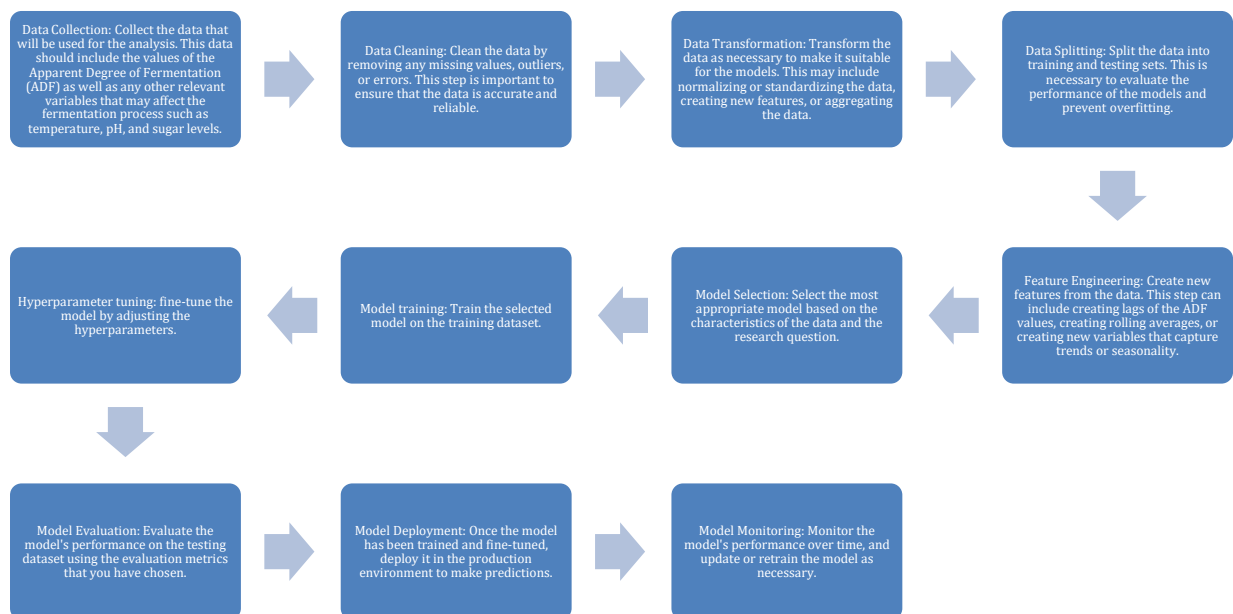 Data Collection: Collect the data that
will be used for the analysis. This data
should include the values of the
Apparent Degree of Fermentation
(ADF) as well as any other relevant
variables that may affect the
fermentation process such as
temperature, pH, and sugar levels.
Data Cleaning: Clean the data by
removing any missing values, outliers,
or errors. This step is important to
ensure that the data is accurate and
reliable.
Data Transformation: Transform the
data as necessary to make it suitable
for the models. This may include
normalizing or standardizing the data,
creating new features, or aggregating
the data.
Data Splitting: Split the data into
training and testing sets. This is
necessary to evaluate the
performance of the models and
prevent overfitting.
Feature Engineering: Create new
features from the data. This step can
include creating lags of the ADF
values, creating rolling averages, or
creating new variables that capture
trends or seasonality.
Model Selection: Select the most
appropriate model based on the
characteristics of the data and the
research question.
Model training: Train the selected
model on the training dataset.
Hyperparameter tuning: fine-tune the
model by adjusting the
hyperparameters.
Model Evaluation: Evaluate the
model's performance on the testing
dataset using the evaluation metrics
that you have chosen.
Model Deployment: Once the model
has been trained and fine-tuned,
deploy it in the production
environment to make predictions.
Model Monitoring: Monitor the
model's performance over time, and
update or retrain the model as
necessary.